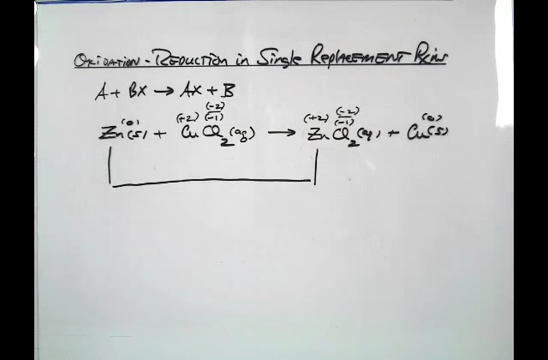 OXIDATION - REDUCTION in Single REPLACEMENT Rxns
A + BX → AX + B
(0) (+2) (-2) (-1) (+2) (-2) (-1) (0)
Zn(s) + CuCl2(aq) → ZnCl2(aq) + Cu(s)